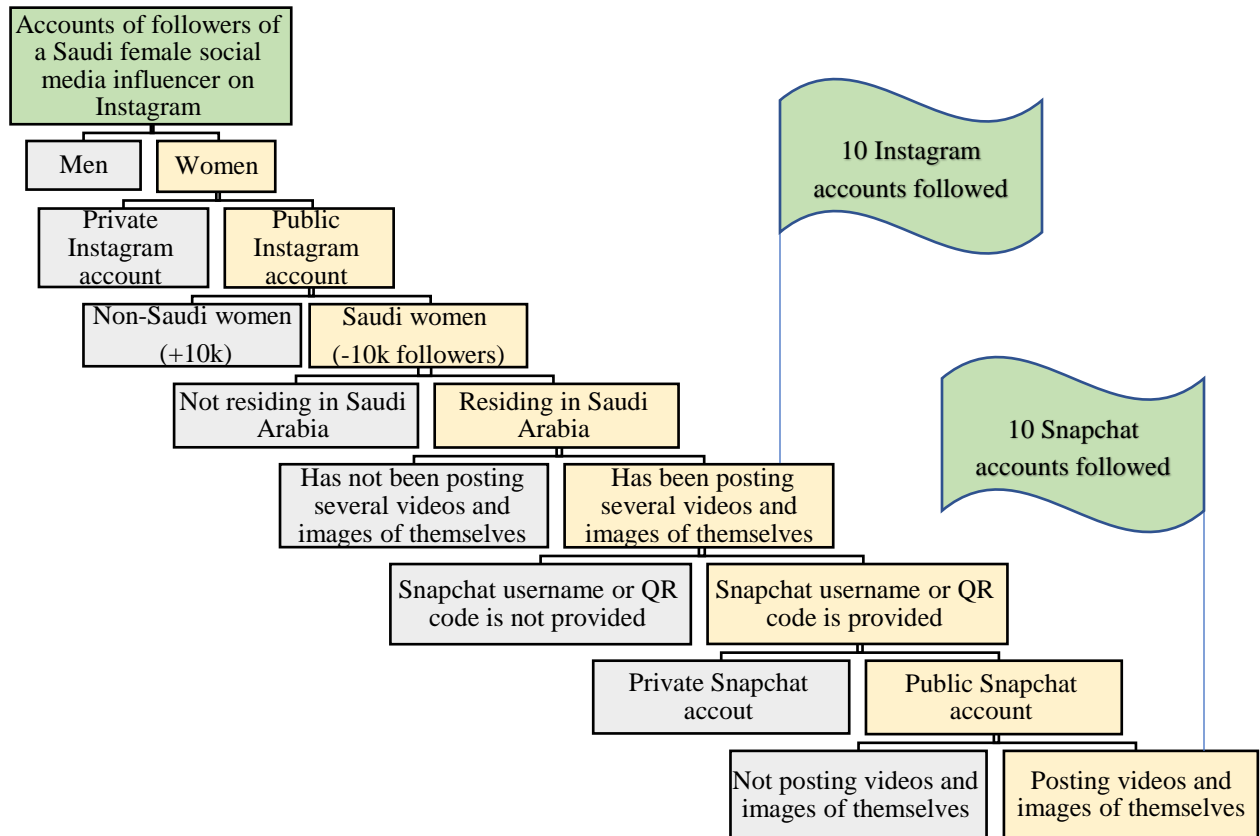 Accounts of followers of
a Saudi female social
media influencer on
Instagram
Men
Women
10 Instagram
accounts followed
Private
Instagram
account
Public
Instagram
account
Non-Saudi women
(+10k)
Saudi women
(-10k followers)
Not residing in Saudi
Arabia
Residing in Saudi
Arabia
10 Snapchat
accounts followed
Has not been posting
several videos and
images of themselves
Has been posting
several videos and
images of themselves
Snapchat username or QR
code is not provided
Snapchat username or QR
code is provided
Private Snapchat
accout
Public Snapchat
account
Not posting videos and
images of themselves
Posting videos and
images of themselves